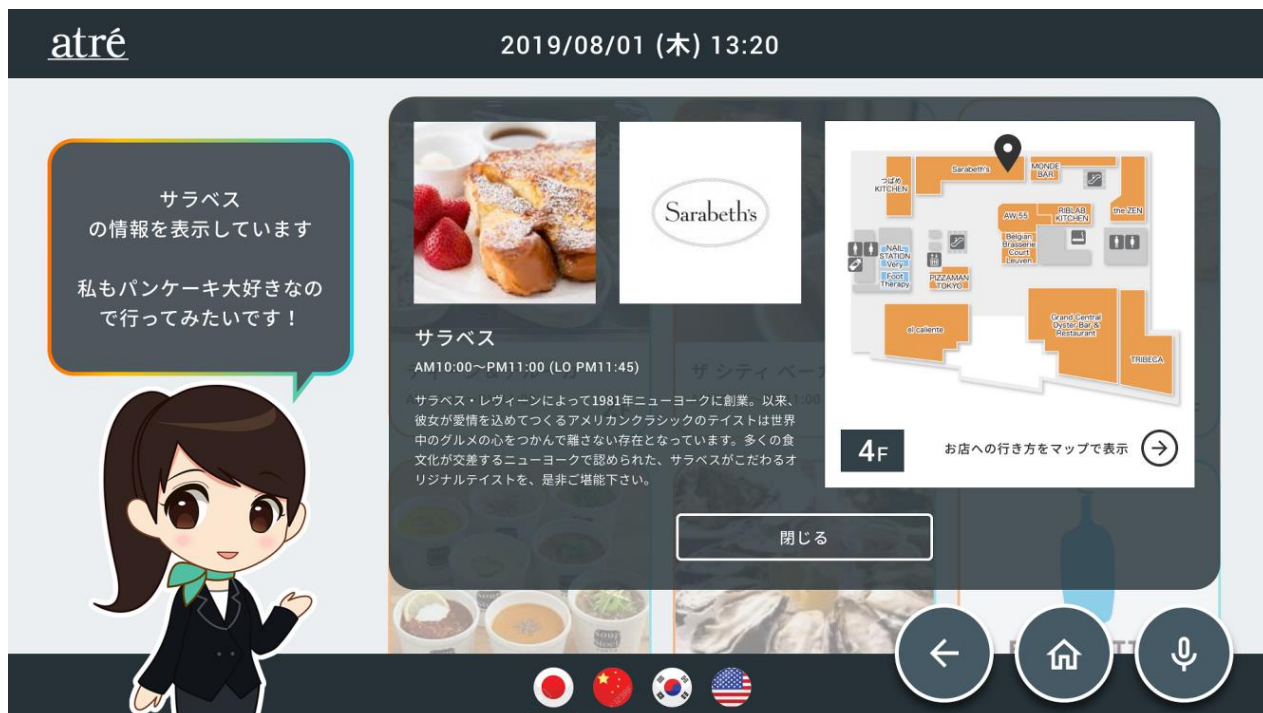 atré
2019/08/01 (木) 13:20
サラベス
の情報を表示しています
私もパンケーキ大好きなの
で行ってみたいです！
Sarabeth's
サラベス
AM10:00～PM11:00 (LO PM11:45)
サラベス・レヴィーンによって1981年ニューヨークに創業。以来、
彼女が愛情を込めてつくるアメリカンクラシックのテイストは世界
中のグルメの心をつかんで離さない存在となっています。多くの食
文化が交差するニューヨークで認められた、サラベスがこだわるオ
リジナルテイストを、是非ご堪能下さい。
つばめ
KITCHEN
Sarabeth's
MONDE
BAR
AW 55
RIBLAB
KITCHEN
the ZEN
NAIL
STATION
Very
Foot
Therapy
Belgian
Brasserie
Court
Leuven
PIZZAMAN
TOKYO
el caliente
Grand Central
Oyster Bar &
Restaurant
TRIBECA
4F
お店への行き方をマップで表示
ザ シティ ベーカ
閉じる